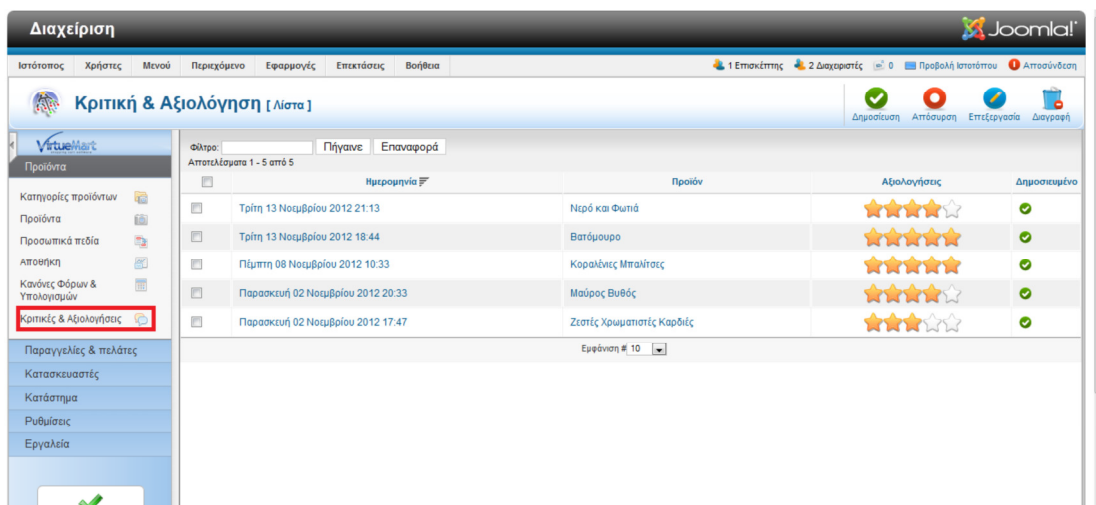 Διαχείριση
Joomla!
Ιστότοπος Χρήστες Μενού Περιεχόμενο Εφαρμογές Επεκτάσεις Βοήθεια 1 Επισκέπτης 2 Διαχειριστές 0 Προβολή Ιστοτόπου Αποσύνδεση
Κριτική & Αξιολόγηση [ Λίστα ]
Δημοσίευση Απόσυρση Επεξεργασία Διαγραφή
VirtueMart
Προϊόντα
Κατηγορίες προϊόντων
Προϊόντα
Προσωπικά πεδία
Αποθήκη
Κανόνες Φόρων &
Υπολογισμών
Κριτικές & Αξιολογήσεις
Παραγγελίες & πελάτες
Κατασκευαστές
Κατάστημα
Ρυθμίσεις
Εργαλεία
Φίλτρο: Πήγαινε Επαναφορά
Αποτελέσματα 1 - 5 από 5
Ημερομηνία Προϊόν Αξιολογήσεις Δημοσιευμένο
Τρίτη 13 Νοεμβρίου 2012 21:13 Νερό και Φωτιά
Τρίτη 13 Νοεμβρίου 2012 18:44 Βατόμουρο
Πέμπτη 08 Νοεμβρίου 2012 10:33 Κοραλένιες Μπαλίτσες
Παρασκευή 02 Νοεμβρίου 2012 20:33 Μαύρος Βυθός
Παρασκευή 02 Νοεμβρίου 2012 17:47 Ζεστές Χρωματιστές Καρδιές
Εμφάνιση # 10